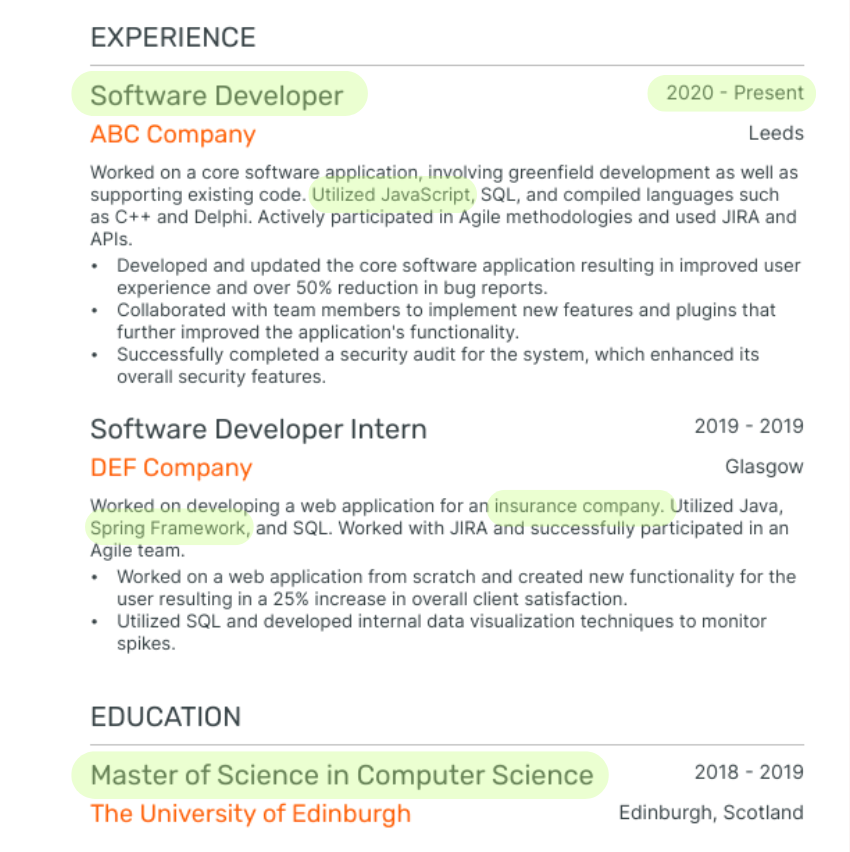 EXPERIENCE
Software Developer 2020 - Present
ABC Company Leeds
Worked on a core software application, involving greenfield development as well as
supporting existing code. Utilized JavaScript, SQL, and compiled languages such
as C++ and Delphi. Actively participated in Agile methodologies and used JIRA and
APIs.
• Developed and updated the core software application resulting in improved user
experience and over 50% reduction in bug reports.
• Collaborated with team members to implement new features and plugins that
further improved the application's functionality.
• Successfully completed a security audit for the system, which enhanced its
overall security features.
Software Developer Intern 2019 - 2019
DEF Company Glasgow
Worked on developing a web application for an insurance company. Utilized Java,
Spring Framework, and SQL. Worked with JIRA and successfully participated in an
Agile team.
• Worked on a web application from scratch and created new functionality for the
user resulting in a 25% increase in overall client satisfaction.
• Utilized SQL and developed internal data visualization techniques to monitor
spikes.
EDUCATION
Master of Science in Computer Science 2018 - 2019
The University of Edinburgh Edinburgh, Scotland